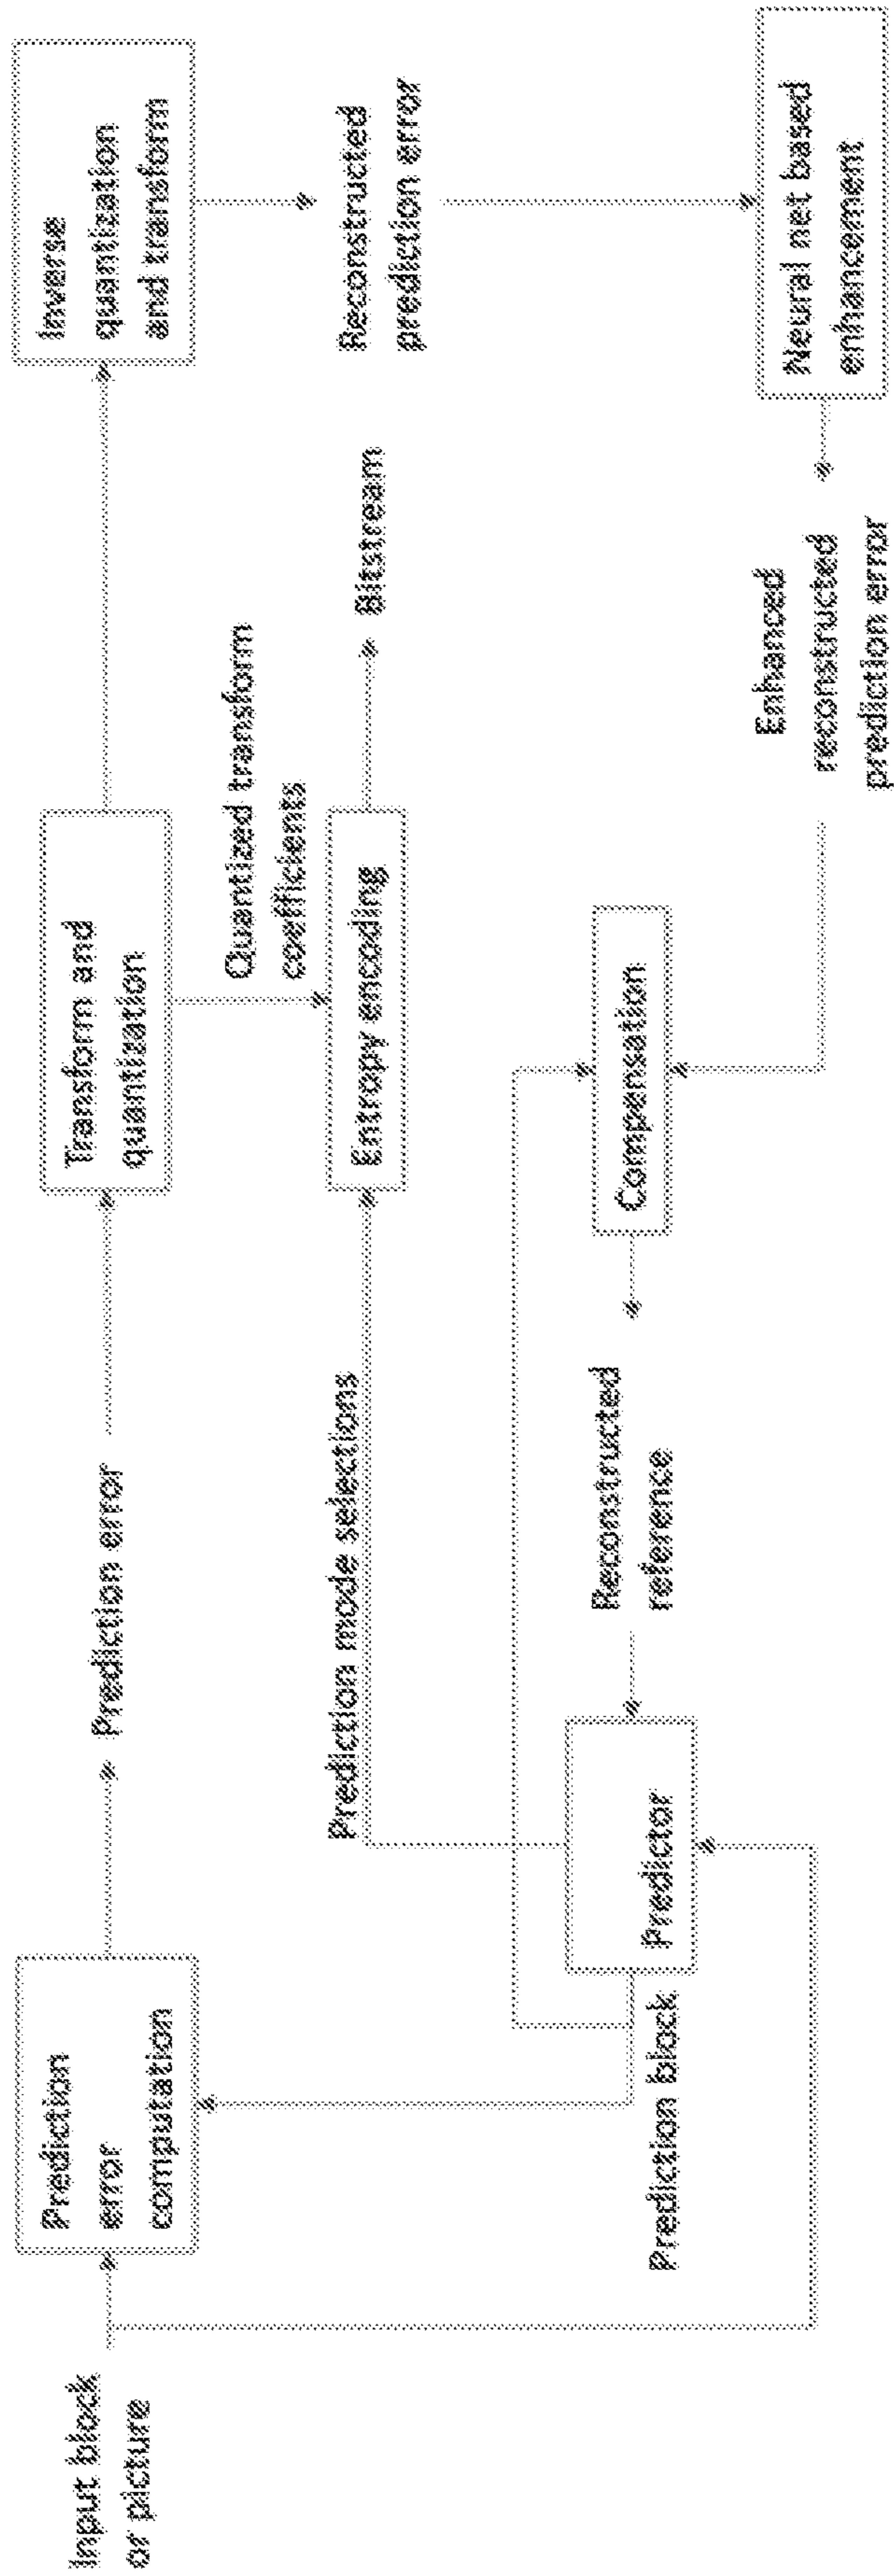 Input block
or picture
Prediction
error
computation
Prediction error
Transform and
quantization
Inverse
quantization
and transform
Quantized transform
coefficients
Reconstructed
prediction error
Prediction mode selections
Entropy encoding
Bitstream
Prediction block
Predictor
Reconstructed
reference
Compensation
Enhanced
reconstructed
prediction error
Neural net based
enhancement